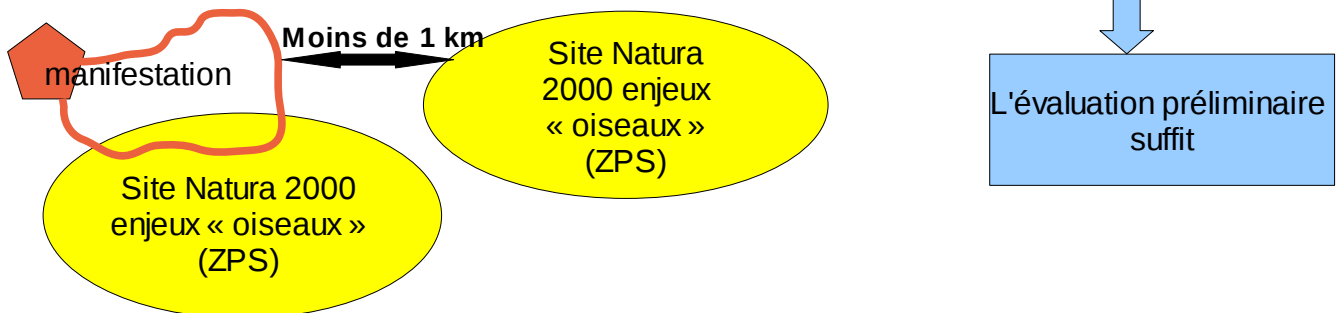 Moins de 1 km
manifestation
Site Natura
2000 enjeux
« oiseaux »
(ZPS)
Site Natura 2000
enjeux « oiseaux »
(ZPS)
L'évaluation préliminaire
suffit